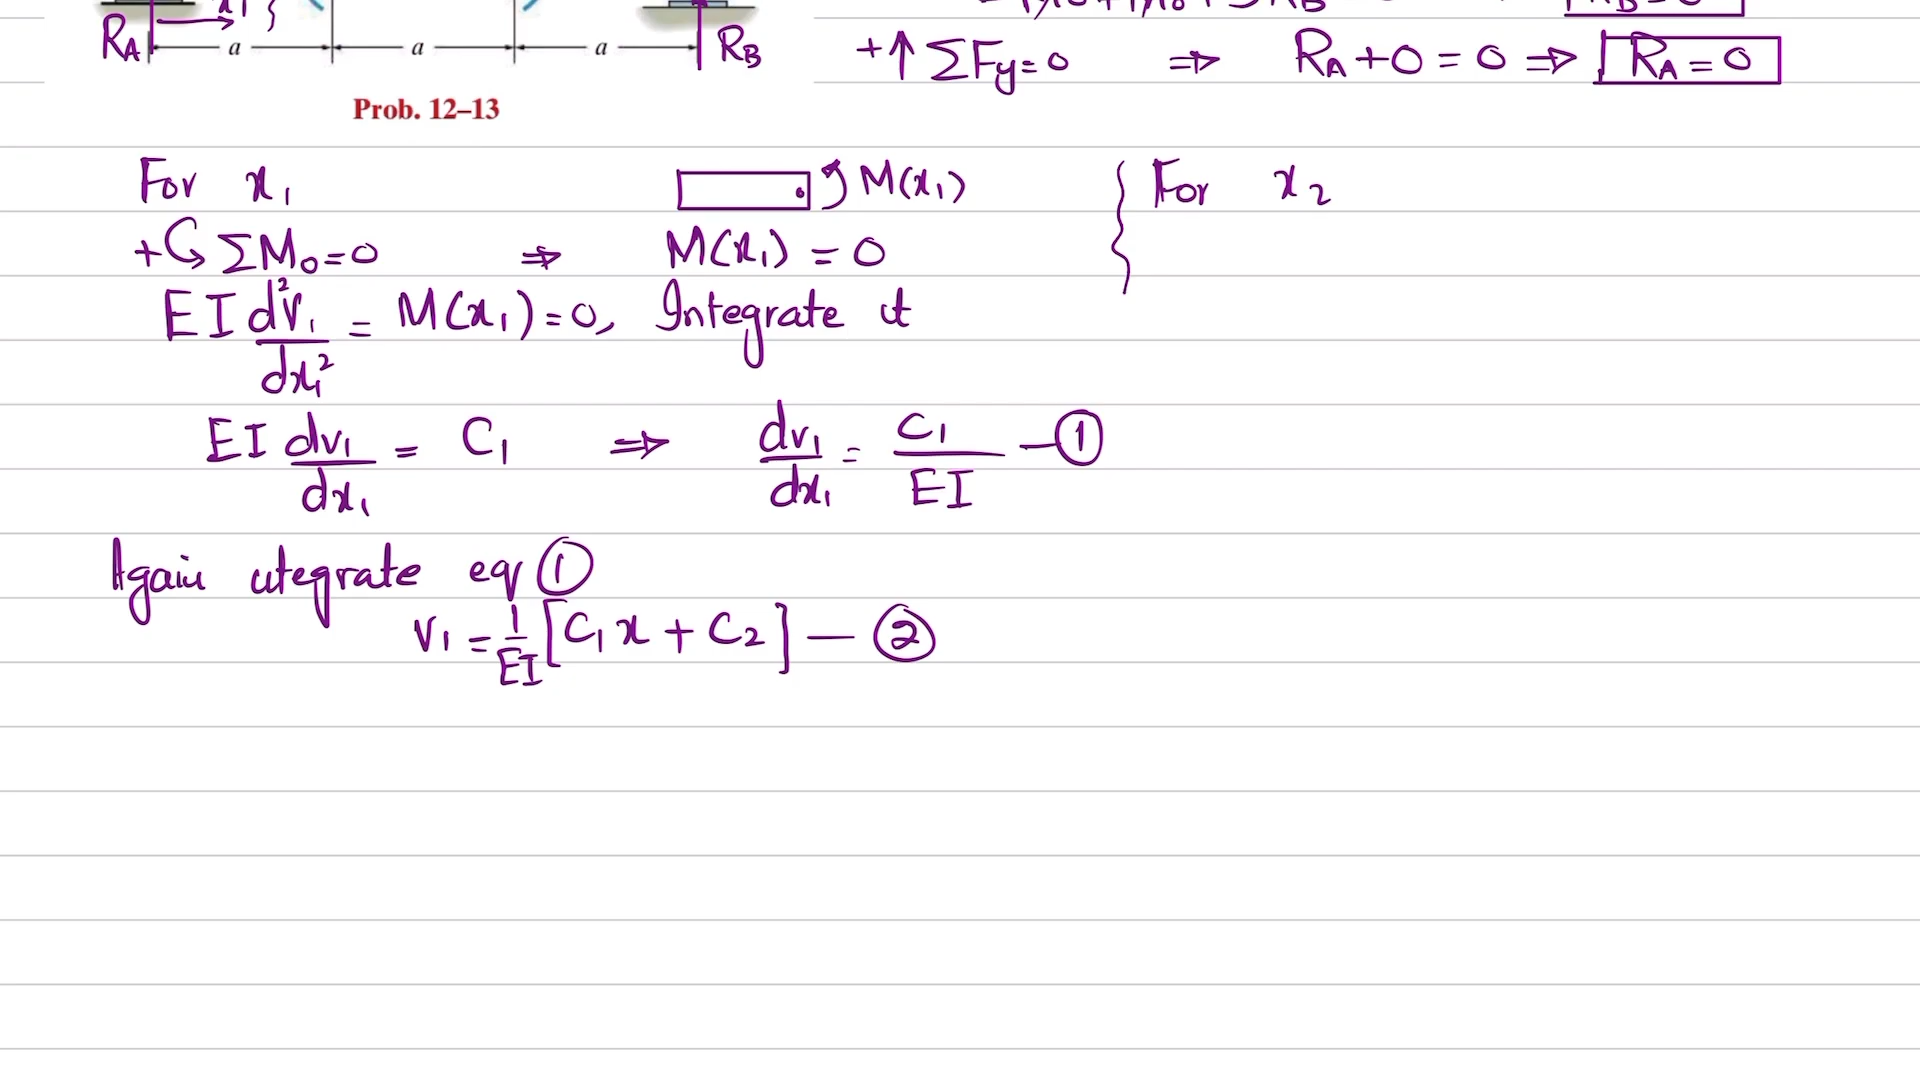 RA a a a RB
+↑ ΣFy=0 ⇒ RA+0=0 ⇒ RA=0
Prob. 12–13
For x₁ M(x₁) For x₂
+ ΣM₀=0 ⇒ M(x₁) = 0
EI d²v₁/dx₁² = M(x₁)=0, Integrate it
EI dv₁/dx₁ = C₁ ⇒ dv₁/dx₁ = C₁/EI —①
Again integrate eq ①
v₁ = 1/EI [C₁x + C₂] — ②